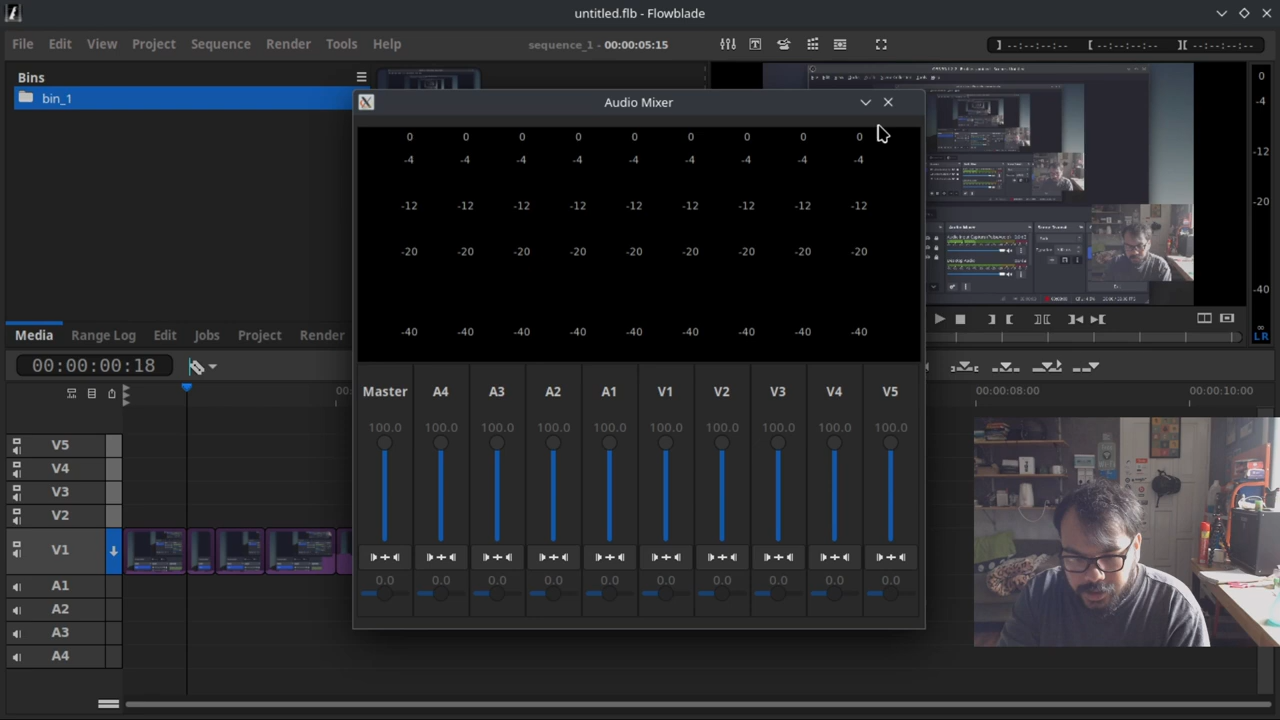 untitled.flb - Flowblade
File Edit View Project Sequence Render Tools Help
sequence_1 - 00:00:05:15
] --:--:--:-- [ --:--:--:-- ][ --:--:--:--
Bins
bin_1
Audio Mixer
0 0 0 0 0 0 0 0 0
-4 -4 -4 -4 -4 -4 -4 -4 -4
-12 -12 -12 -12 -12 -12 -12 -12 -12
-20 -20 -20 -20 -20 -20 -20 -20 -20
-40 -40 -40 -40 -40 -40 -40 -40 -40
0
-4
-12
-20
-40
∞
L R
Media Range Log Edit Jobs Project Render
00:00:00:18
Master A4 A3 A2 A1 V1 V2 V3 V4 V5
100.0 100.0 100.0 100.0 100.0 100.0 100.0 100.0 100.0 100.0
0.0 0.0 0.0 0.0 0.0 0.0 0.0 0.0 0.0 0.0
00:00:08:00 00:00:10:00
V5
V4
V3
V2
V1
A1
A2
A3
A4